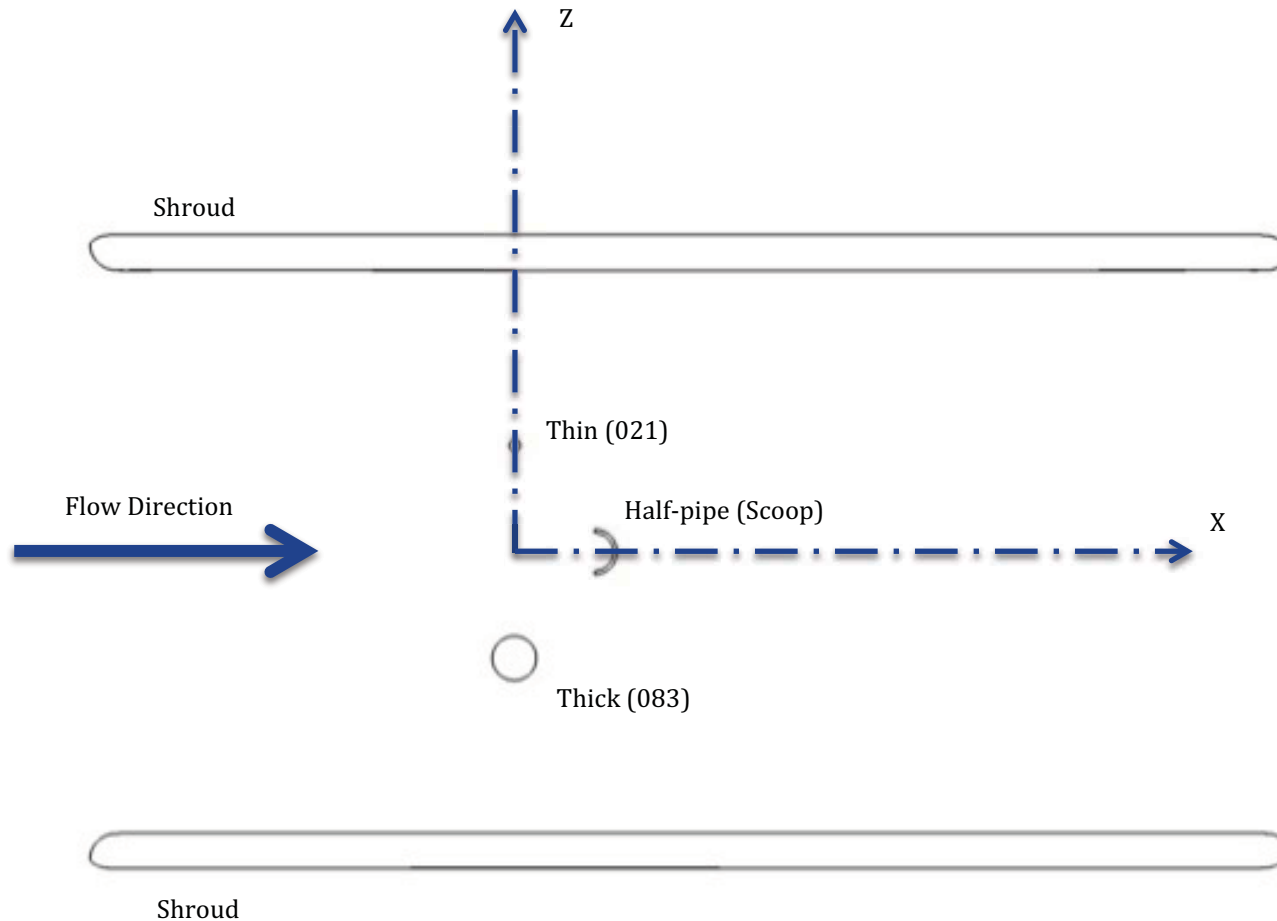 Z
Shroud
Thin (021)
Flow Direction
Half-pipe (Scoop)
X
Thick (083)
Shroud